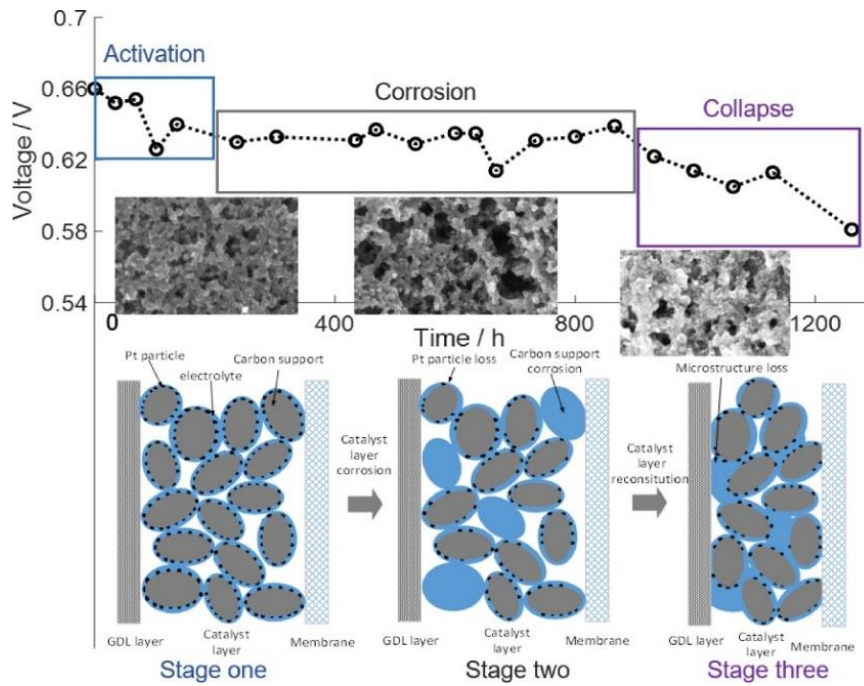 0.7
Activation
0.66
Corrosion
Collapse
0.62
Voltage / V
0.58
0.54
0
400
800
1200
Time / h
Pt particle
electrolyte
Carbon support
Pt particle loss
Carbon support
corrosion
Microstructure loss
Catalyst
layer
corrosion
Catalyst
layer
reconsitution
GDL layer
Catalyst
layer
Membrane
GDL layer
Catalyst
layer
Membrane
GDL layer
Catalyst
layer
Membrane
Stage one
Stage two
Stage three